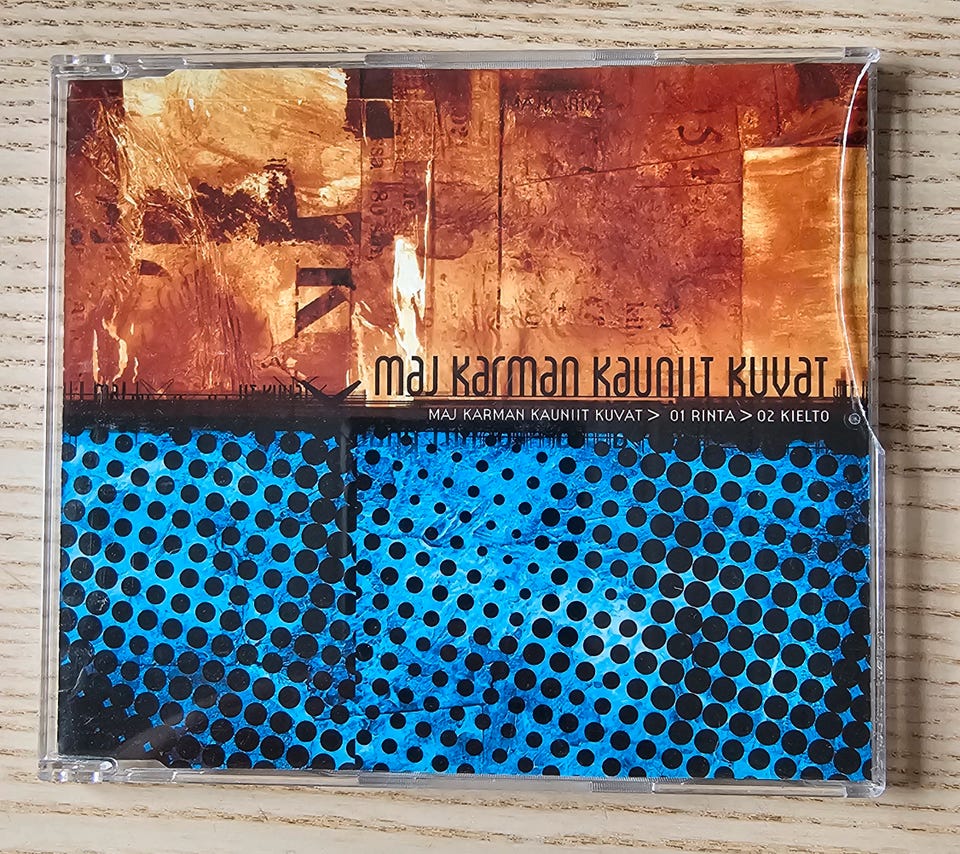 maj karman kauniit kuvat
MAJ KARMAN KAUNIIT KUVAT > 01 RINTA > 02 KIELTO